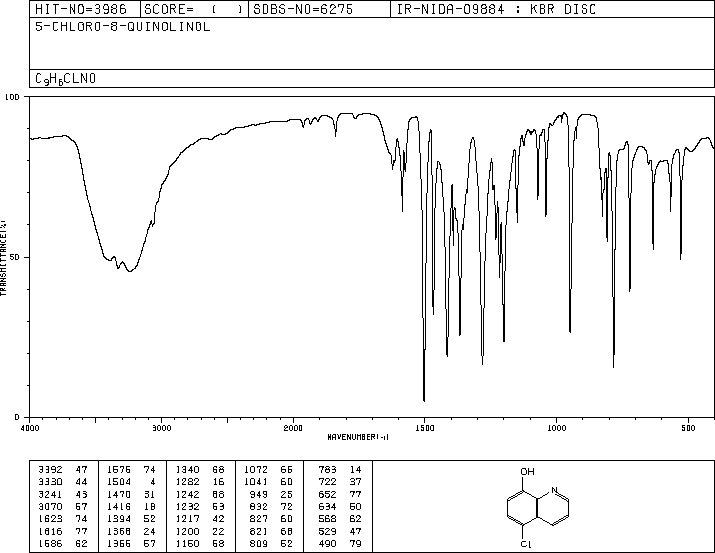 HIT-NO=3986 SCORE= ( ) SDBS-NO=6275 IR-NIDA-09884 : KBR DISC
5-CHLORO-8-QUINOLINOL
C9H6CLNO
100
50
0
TRANSMITTANCE(%)
4000 3000 2000 1500 1000 500
WAVENUMBER(-1)
3392 47 1576 74 1340 68 1072 66 783 14
3330 44 1504 4 1282 16 1041 60 722 37
3241 43 1470 31 1242 68 949 25 652 77
3070 57 1416 18 1232 53 832 72 634 50
1623 74 1394 52 1217 42 827 60 568 62
1616 77 1368 24 1200 22 821 68 529 47
1586 62 1355 57 1150 58 809 52 490 79
OH
N
Cl